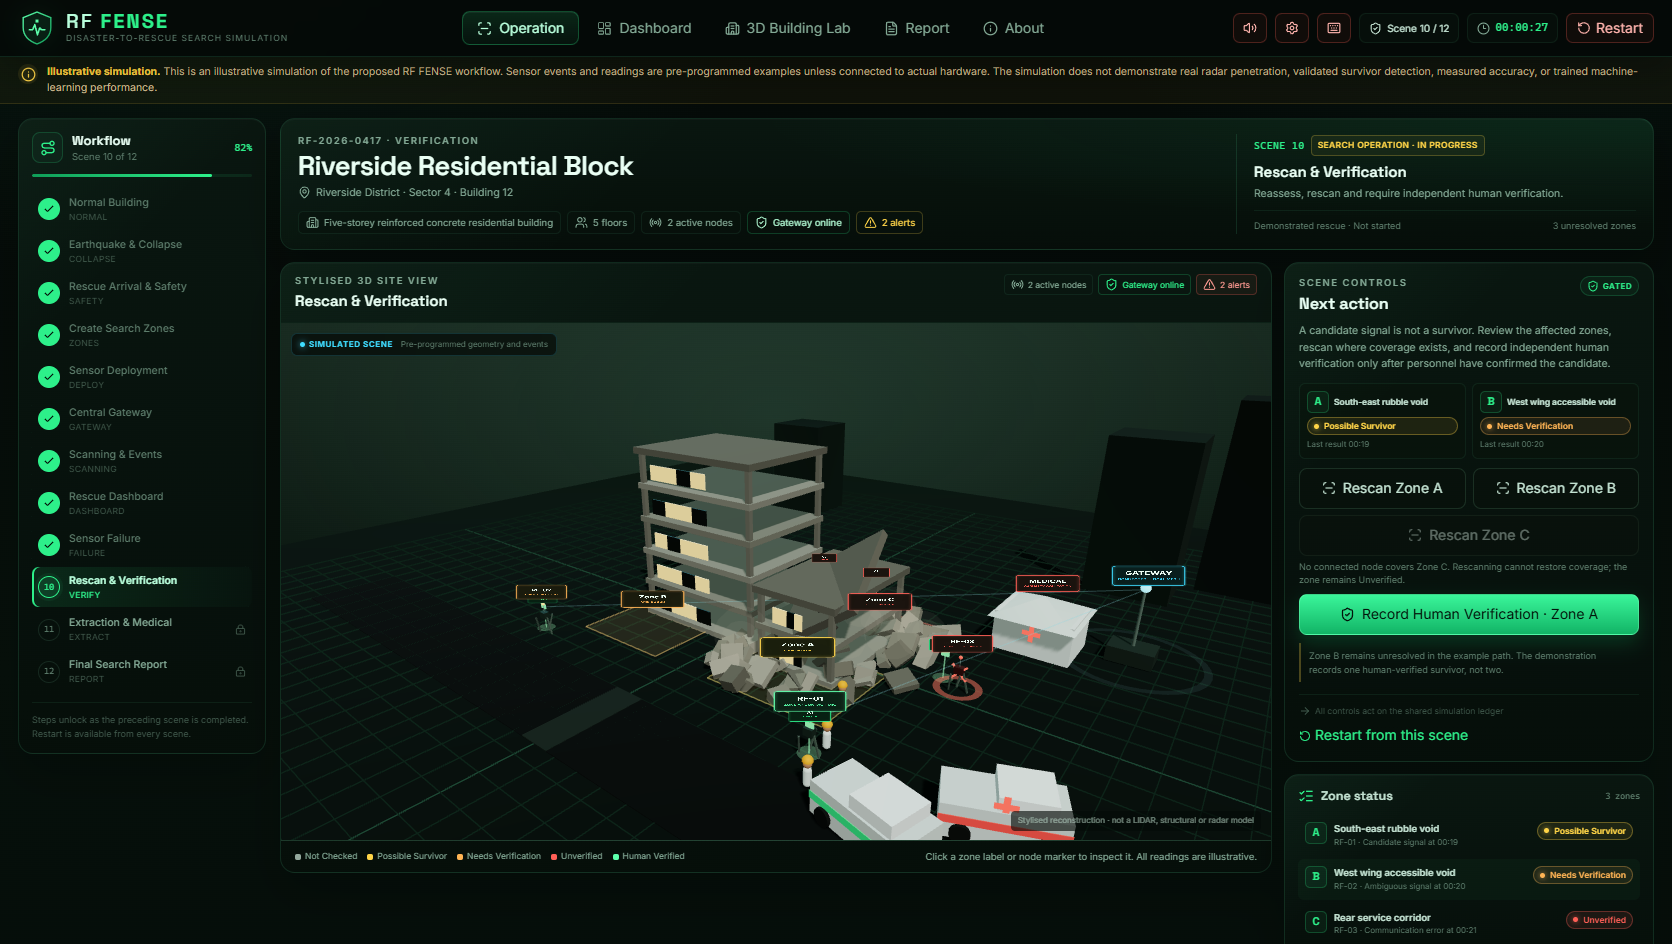 RF FENSE
DISASTER-TO-RESCUE SEARCH SIMULATION
Operation
Dashboard
3D Building Lab
Report
About
Scene 10 / 12
00:00:27
Restart
Illustrative simulation. This is an illustrative simulation of the proposed RF FENSE workflow. Sensor events and readings are pre-programmed examples unless connected to actual hardware. The simulation does not demonstrate real radar penetration, validated survivor detection, measured accuracy, or trained machine-
learning performance.
Workflow
Scene 10 of 12
82%
Normal Building
NORMAL
Earthquake & Collapse
COLLAPSE
Rescue Arrival & Safety
SAFETY
Create Search Zones
ZONES
Sensor Deployment
DEPLOY
Central Gateway
GATEWAY
Scanning & Events
SCANNING
Rescue Dashboard
DASHBOARD
Sensor Failure
FAILURE
10
Rescan & Verification
VERIFY
11
Extraction & Medical
EXTRACT
12
Final Search Report
REPORT
Steps unlock as the preceding scene is completed.
Restart is available from every scene.
RF-2026-0417 · VERIFICATION
Riverside Residential Block
Riverside District · Sector 4 · Building 12
Five-storey reinforced concrete residential building
5 floors
2 active nodes
Gateway online
2 alerts
SCENE 10
SEARCH OPERATION · IN PROGRESS
Rescan & Verification
Reassess, rescan and require independent human verification.
Demonstrated rescue · Not started
3 unresolved zones
STYLISED 3D SITE VIEW
Rescan & Verification
2 active nodes
Gateway online
2 alerts
SIMULATED SCENE
Pre-programmed geometry and events
GATEWAY
MEDICAL
Zone B
Zone C
Zone A
RF-03
RF-01
Stylised reconstruction · not a LIDAR, structural or radar model
Not Checked
Possible Survivor
Needs Verification
Unverified
Human Verified
Click a zone label or node marker to inspect it. All readings are illustrative.
SCENE CONTROLS
GATED
Next action
A candidate signal is not a survivor. Review the affected zones,
rescan where coverage exists, and record independent human
verification only after personnel have confirmed the candidate.
A
South-east rubble void
Possible Survivor
Last result 00:19
B
West wing accessible void
Needs Verification
Last result 00:20
Rescan Zone A
Rescan Zone B
Rescan Zone C
No connected node covers Zone C. Rescanning cannot restore coverage; the
zone remains Unverified.
Record Human Verification · Zone A
Zone B remains unresolved in the example path. The demonstration
records one human-verified survivor, not two.
All controls act on the shared simulation ledger
Restart from this scene
Zone status
3 zones
A
South-east rubble void
RF-01 · Candidate signal at 00:19
Possible Survivor
B
West wing accessible void
RF-02 · Ambiguous signal at 00:20
Needs Verification
C
Rear service corridor
RF-03 · Communication error at 00:21
Unverified